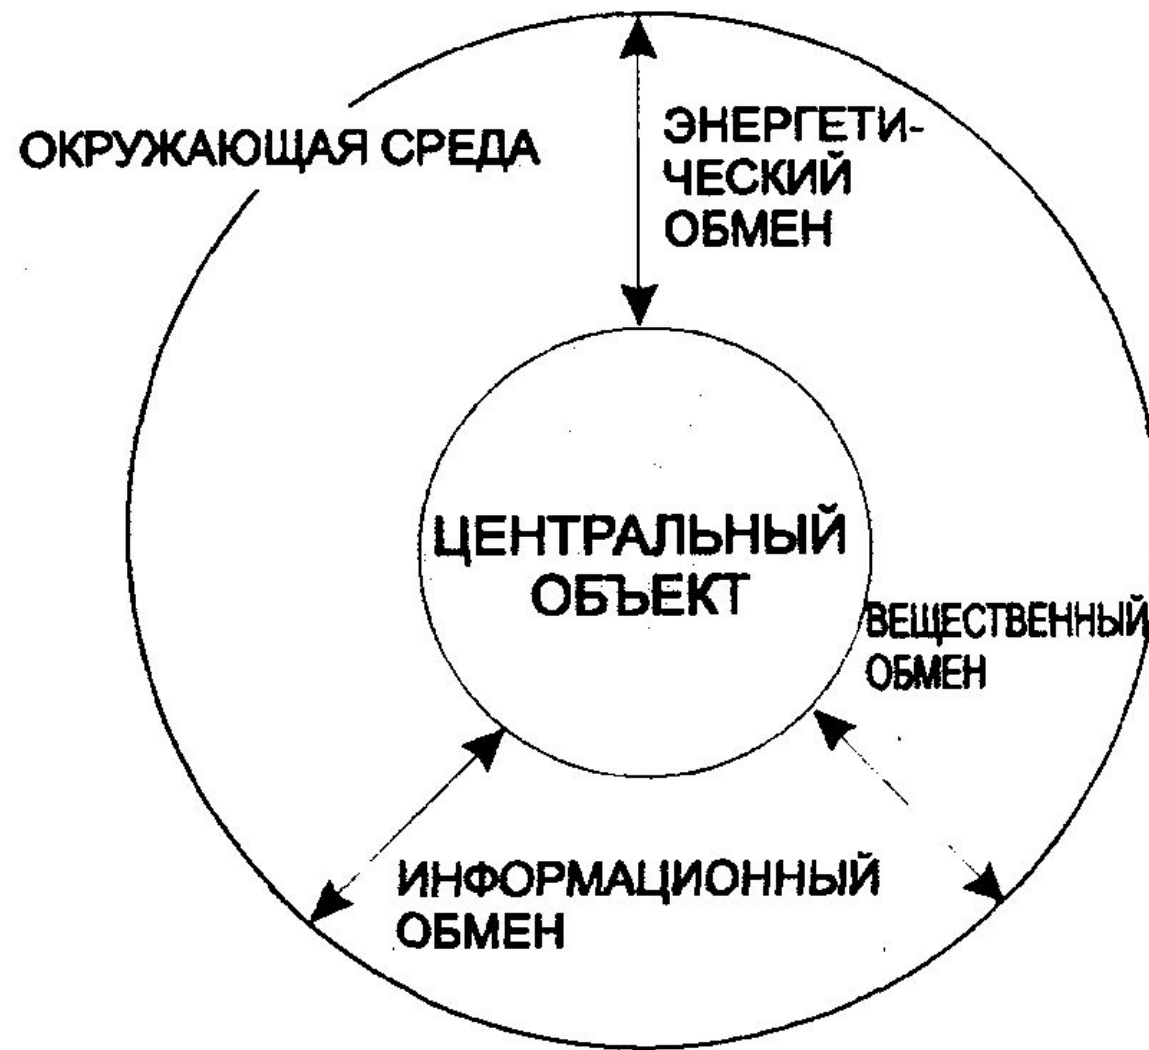 ОКРУЖАЮЩАЯ СРЕДА
ЭНЕРГЕТИ-
ЧЕСКИЙ
ОБМЕН
ЦЕНТРАЛЬНЫЙ
ОБЪЕКТ
ВЕЩЕСТВЕННЫЙ
ОБМЕН
ИНФОРМАЦИОННЫЙ
ОБМЕН